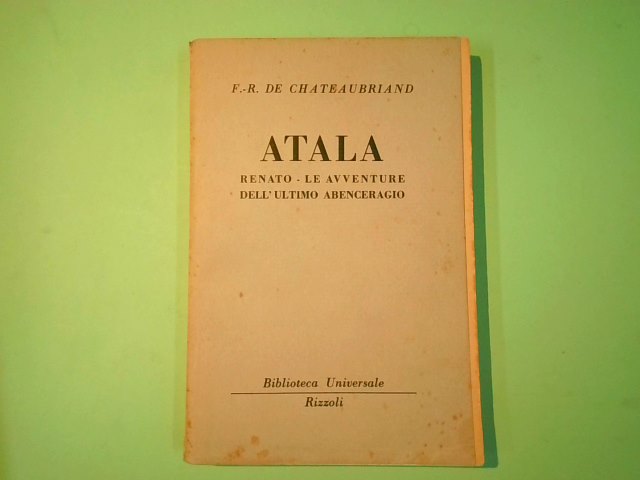 F.-R. DE CHATEAUBRIAND
ATALA
RENATO - LE AVVENTURE
DELL'ULTIMO ABENCERAGIO
Biblioteca Universale
Rizzoli